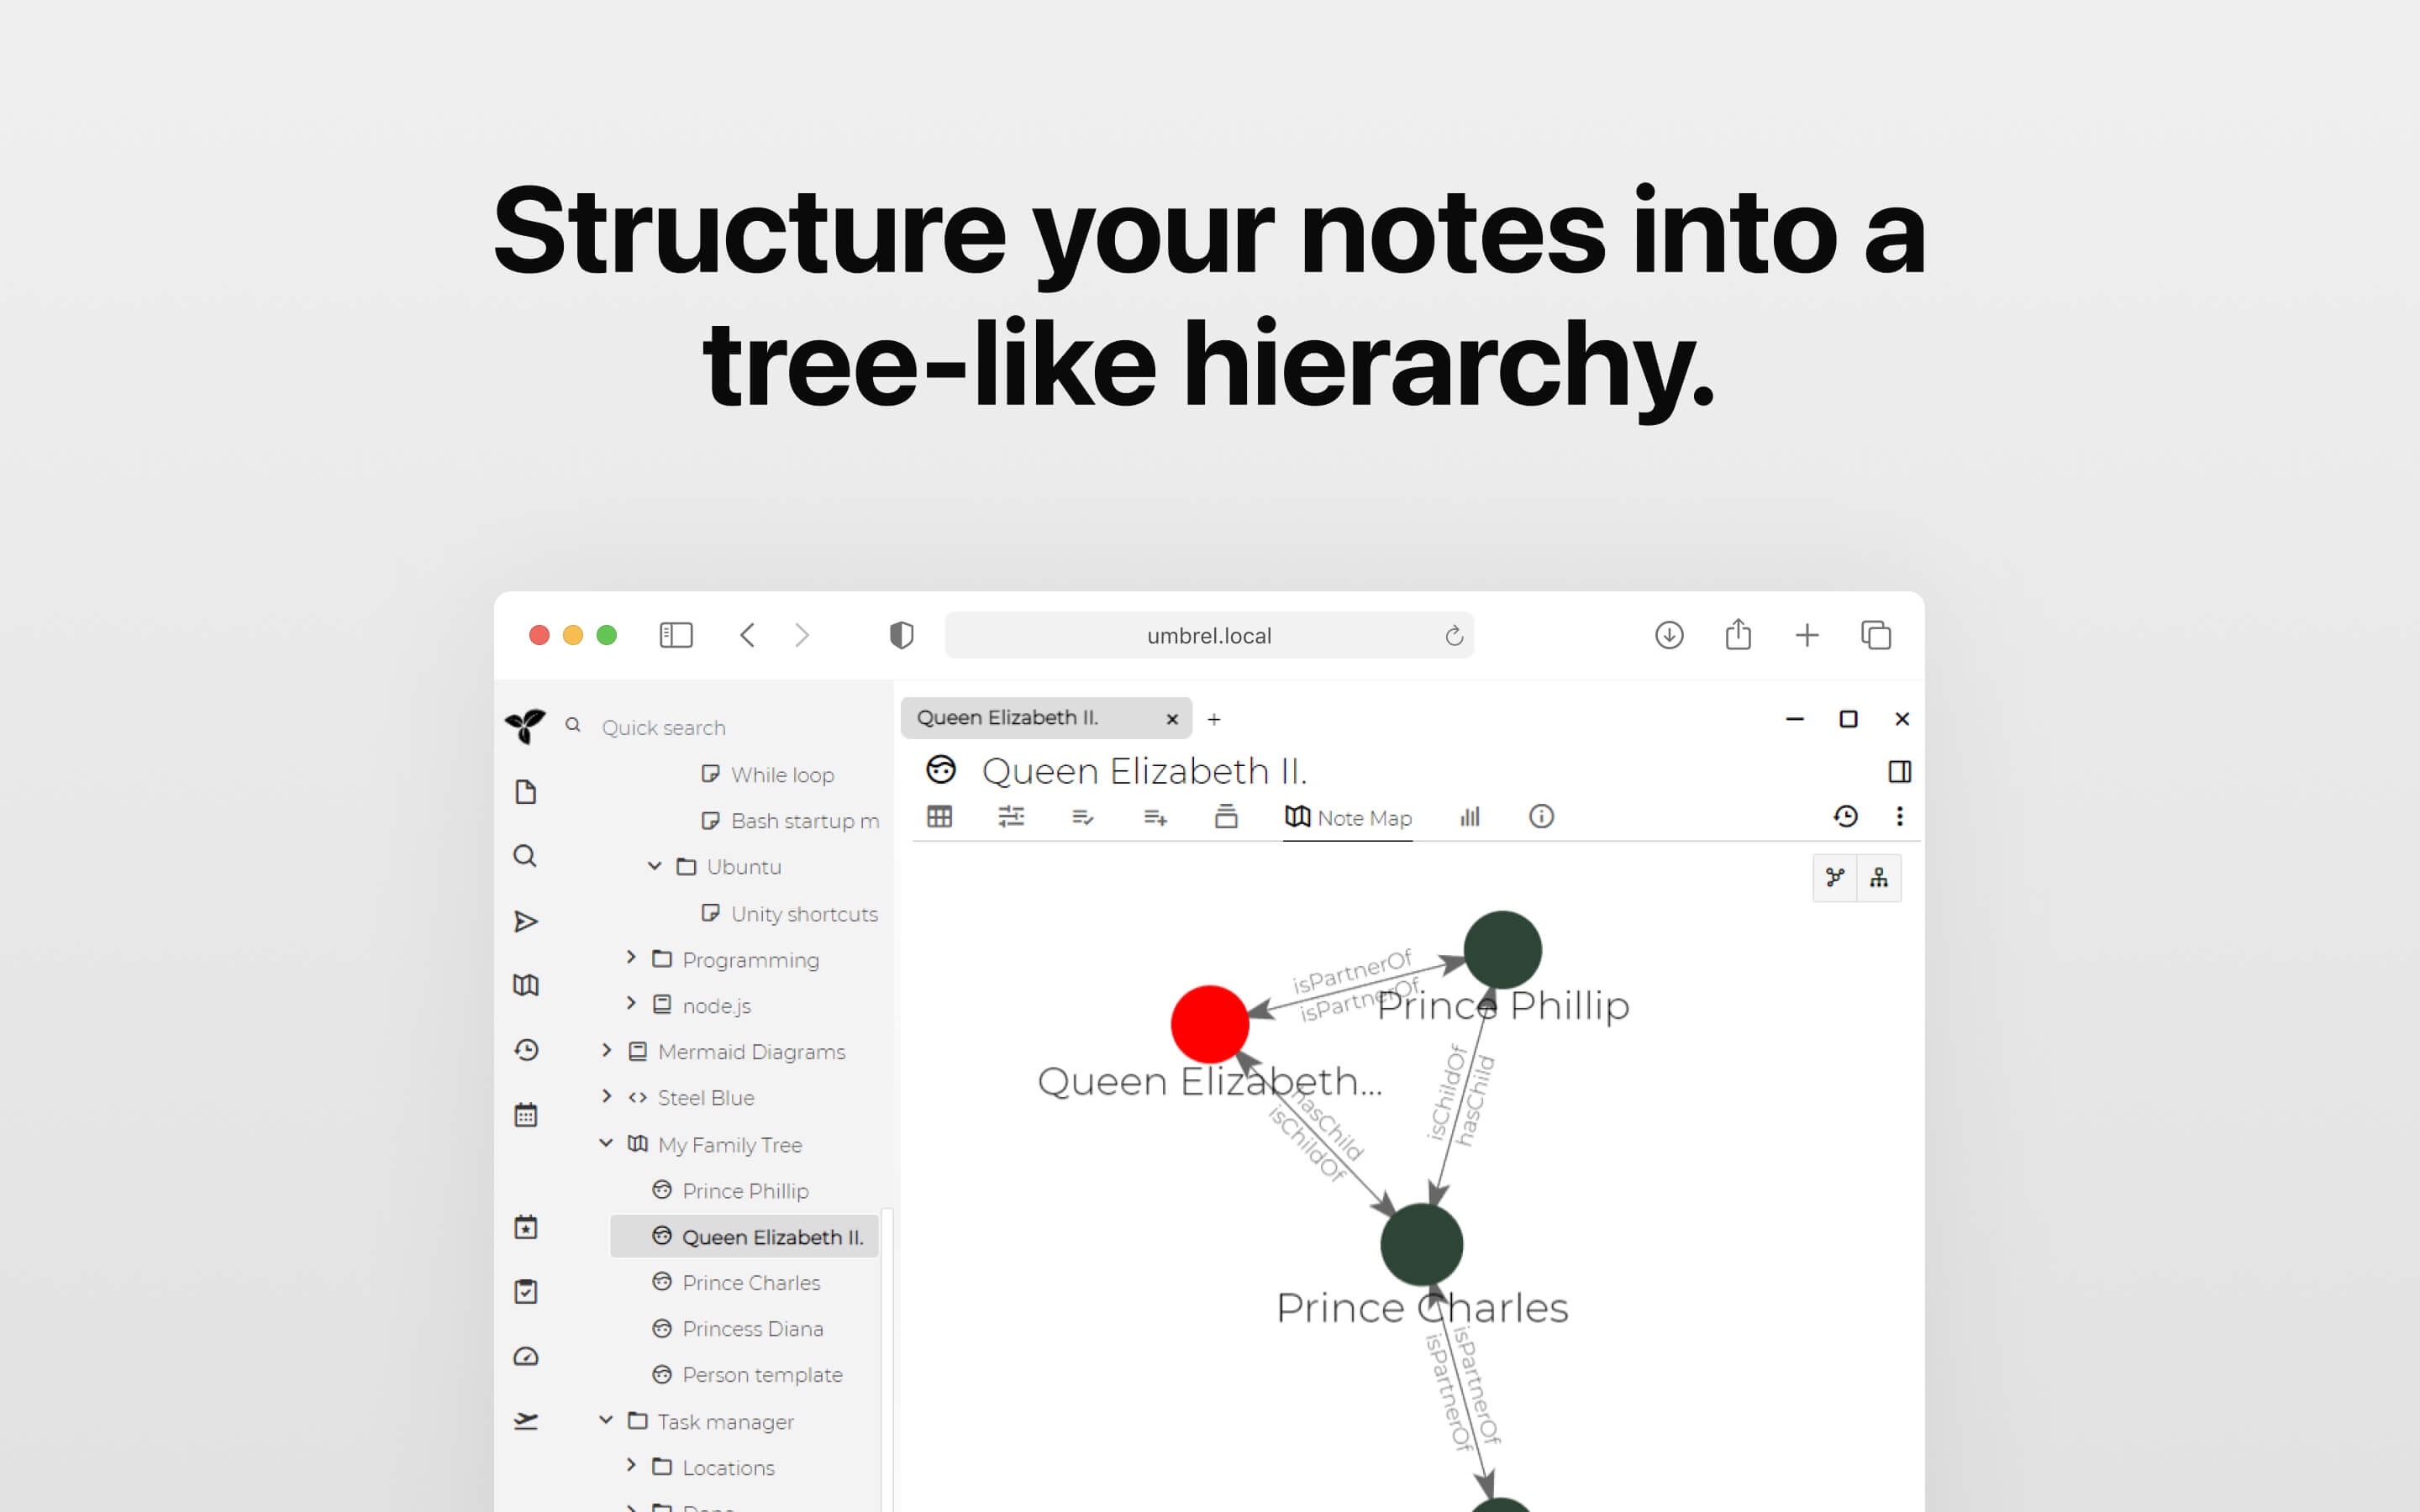 Structure your notes into a
tree-like hierarchy.
umbrel.local
Quick search
While loop
Bash startup m
Ubuntu
Unity shortcuts
Programming
node.js
Mermaid Diagrams
Steel Blue
My Family Tree
Prince Phillip
Queen Elizabeth II.
Prince Charles
Princess Diana
Person template
Task manager
Locations
Queen Elizabeth II.
Queen Elizabeth II.
Note Map
isPartnerOf
isPartnerOf
Prince Phillip
Queen Elizabeth...
hasChild
isChildOf
isChildOf
hasChild
Prince Charles
isPartnerOf
isPartnerOf